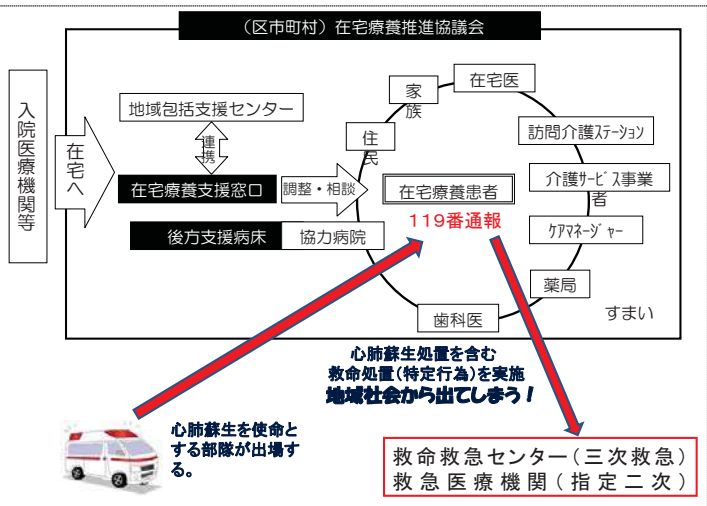 （区市町村）在宅療養推進協議会
入院医療機関等
在宅へ
地域包括支援センター
連携
在宅療養支援窓口
調整・相談
後方支援病床
協力病院
住民
家族
在宅医
訪問介護ｽﾃｰｼｮﾝ
介護ｻｰﾋﾞｽ事業
者
ｹｱﾏﾈｰｼﾞｬｰ
薬局
歯科医
すまい
在宅療養患者
119番通報
心肺蘇生処置を含む
救命処置（特定行為）を実施
地域社会から出てしまう！
心肺蘇生を使命と
する部隊が出場す
る。
救命救急センター（三次救急）
救急医療機関（指定二次）